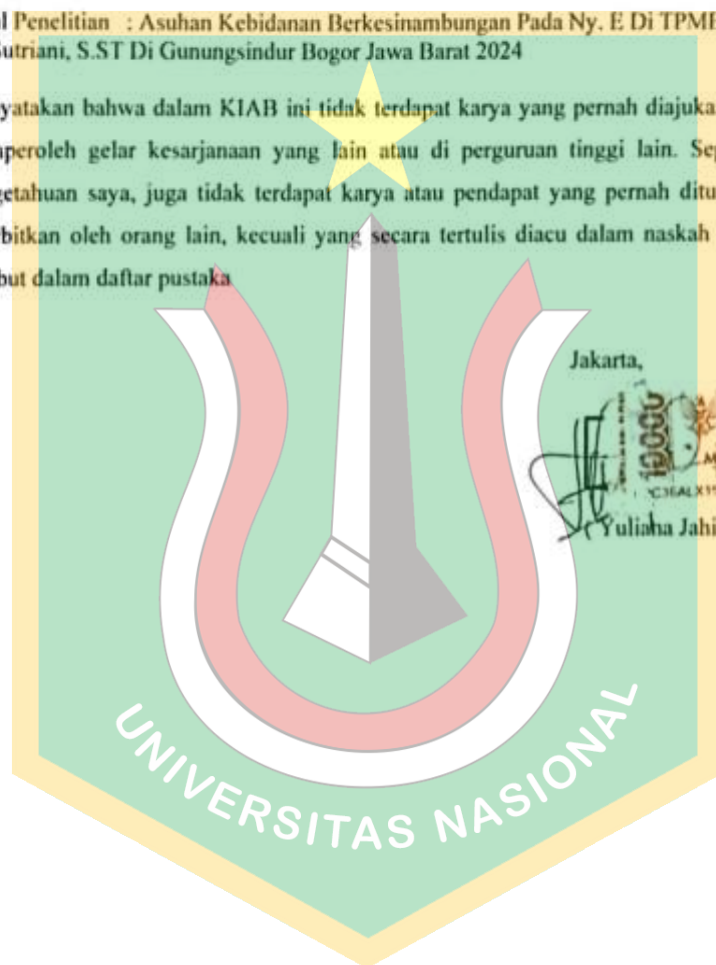 l Penelitian : Asuhan Kebidanan Berkesinambungan Pada Ny. E Di TPMB
utriani, S.ST Di Gunungsindur Bogor Jawa Barat 2024
yatakan bahwa dalam KIAB ini tidak terdapat karya yang pernah diajuka
peroleh gelar kesarjanaan yang lain atau di perguruan tinggi lain. Sep
getahuan saya, juga tidak terdapat karya atau pendapat yang pernah ditu
bitkan oleh orang lain, kecuali yang secara tertulis diacu dalam naskah
but dalam daftar pustaka
Jakarta,
10000
Yuliana Jahi
UNIVERSITAS NASIONAL